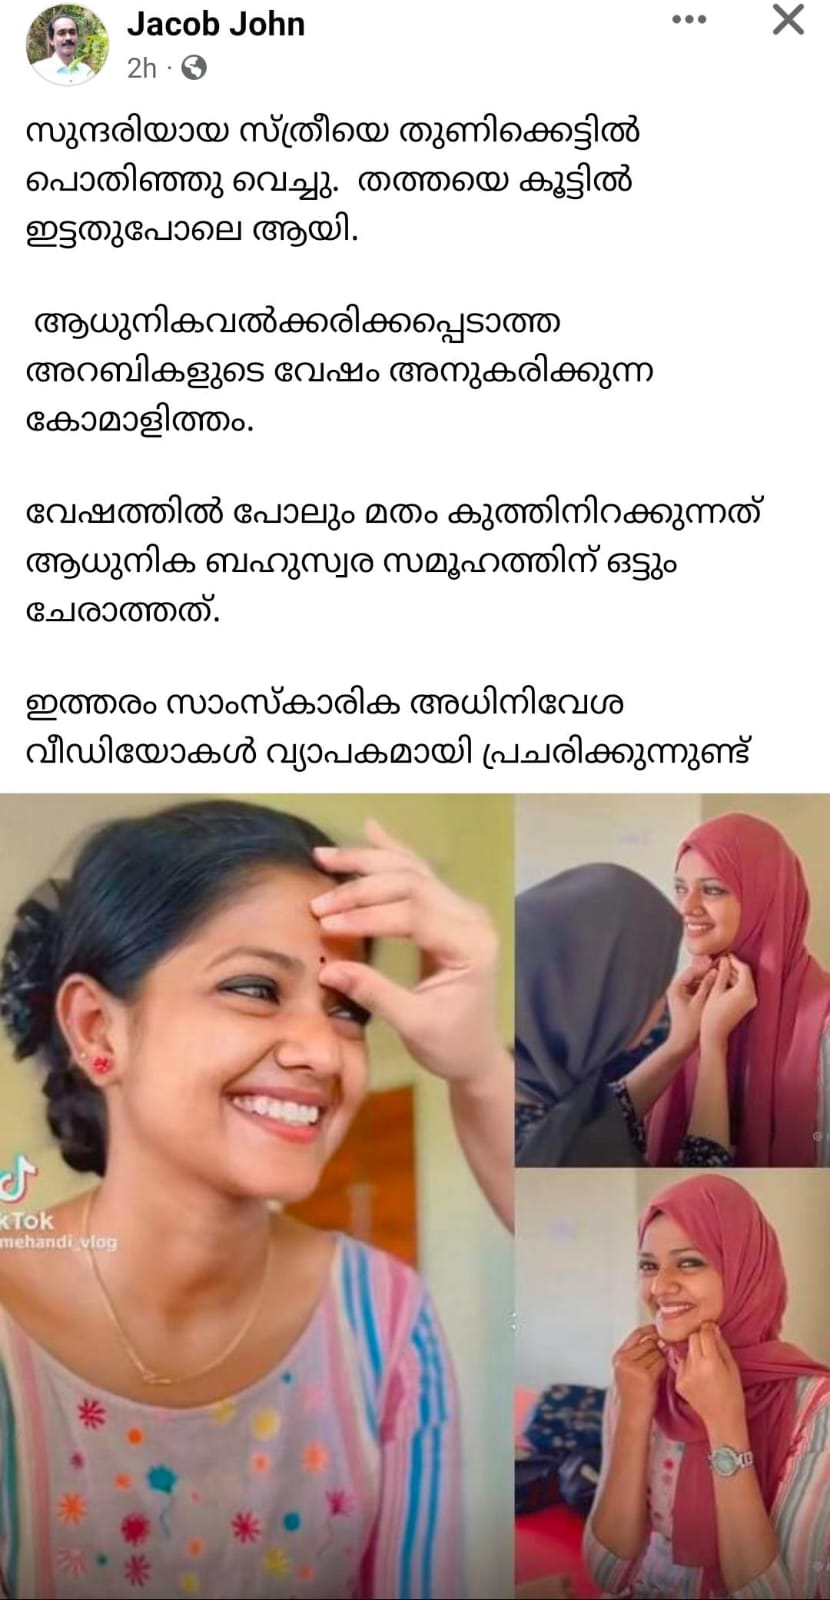 Jacob John
2h ·
സുന്ദരിയായ സ്ത്രീയെ തുണിക്കെട്ടിൽ
പൊതിഞ്ഞു വെച്ചു. തത്തയെ കൂട്ടിൽ
ഇട്ടതുപോലെ ആയി.
ആധുനികവൽക്കരിക്കപ്പെടാത്ത
അറബികളുടെ വേഷം അനുകരിക്കുന്ന
കോമാളിത്തം.
വേഷത്തിൽ പോലും മതം കുത്തിനിറക്കുന്നത്
ആധുനിക ബഹുസ്വര സമൂഹത്തിന് ഒട്ടും
ചേരാത്തത്.
ഇത്തരം സാംസ്കാരിക അധിനിവേശ
വീഡിയോകൾ വ്യാപകമായി പ്രചരിക്കുന്നുണ്ട്
kTok
mehandi_vlog